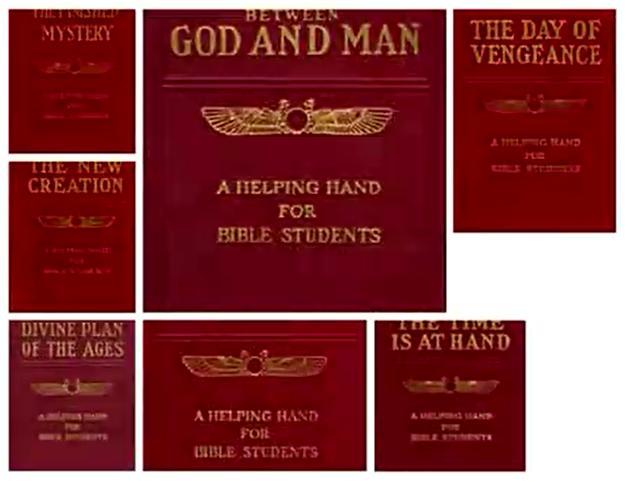 THE FINISHED
MYSTERY
BETWEEN
GOD AND MAN
A HELPING HAND
FOR
BIBLE STUDENTS
THE DAY OF
VENGEANCE
A HELPING HAND
FOR
BIBLE STUDENTS
THE NEW
CREATION
DIVINE PLAN
OF THE AGES
A HELPING HAND
FOR
BIBLE STUDENTS
A HELPING HAND
FOR
BIBLE STUDENTS
THE TIME
IS AT HAND
A HELPING HAND
FOR
BIBLE STUDENTS